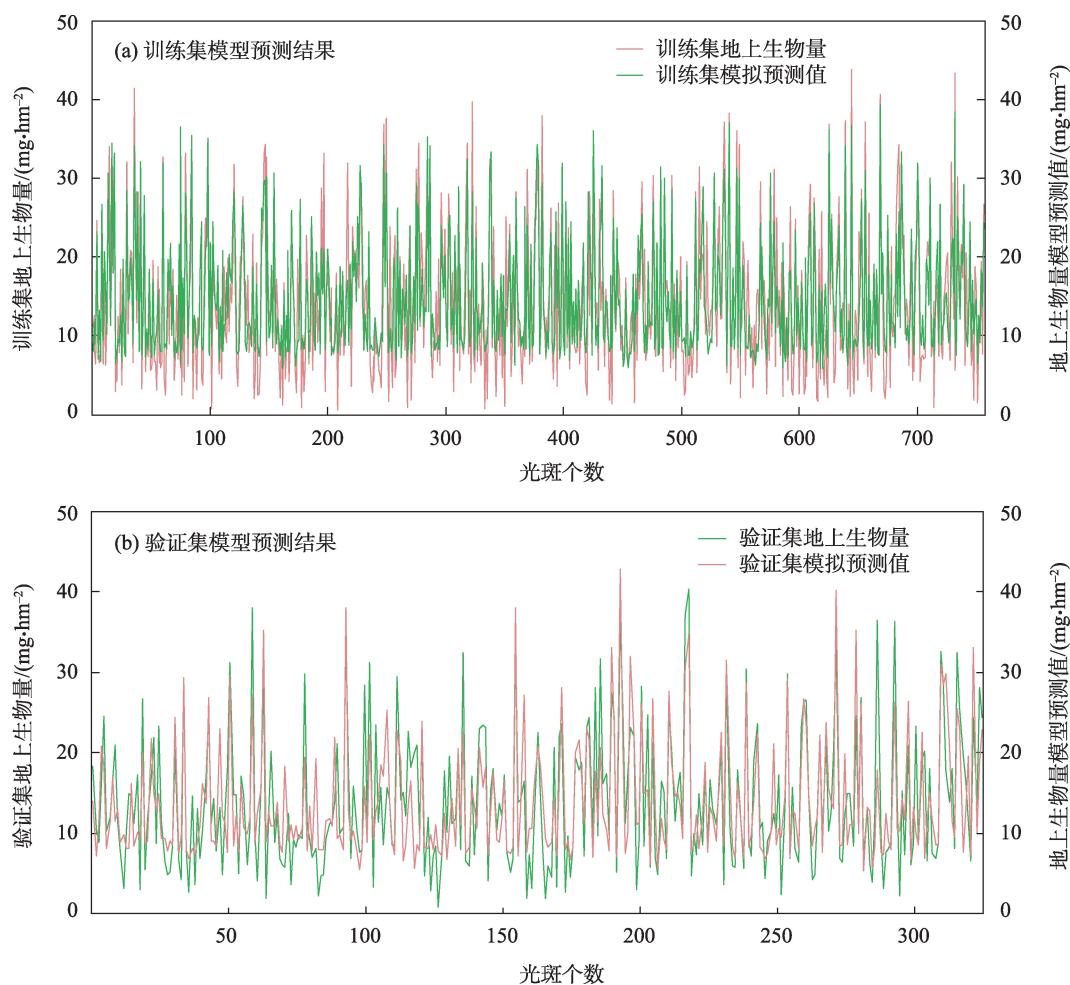 (a) 训练集模型预测结果
训练集地上生物量
训练集模拟预测值
50
40
30
20
10
0
50
40
30
20
10
0
训练集地上生物量/(mg·hm⁻²)
地上生物量模型预测值/(mg·hm⁻²)
100 200 300 400 500 600 700
光斑个数
(b) 验证集模型预测结果
验证集地上生物量
验证集模拟预测值
50
40
30
20
10
0
50
40
30
20
10
0
验证集地上生物量/(mg·hm⁻²)
地上生物量模型预测值/(mg·hm⁻²)
50 100 150 200 250 300
光斑个数